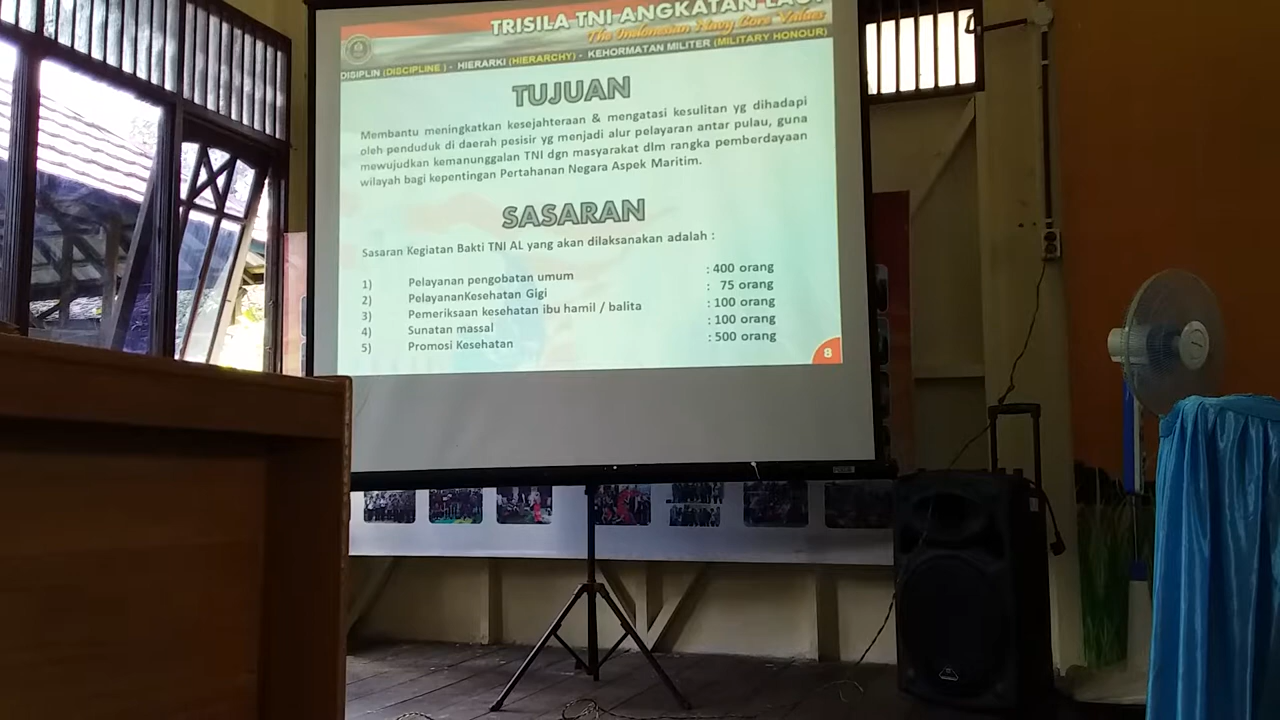 TRISILA TNI ANGKATAN LAUT
The Indonesian Navy Core Values
DISIPLIN (DISCIPLINE ) - HIERARKI (HIERARCHY) - KEHORMATAN MILITER (MILITARY HONOUR)
TUJUAN
Membantu meningkatkan kesejahteraan & mengatasi kesulitan yg dihadapi
oleh penduduk di daerah pesisir yg menjadi alur pelayaran antar pulau, guna
mewujudkan kemanunggalan TNI dgn masyarakat dlm rangka pemberdayaan
wilayah bagi kepentingan Pertahanan Negara Aspek Maritim.
SASARAN
Sasaran Kegiatan Bakti TNI AL yang akan dilaksanakan adalah :
1) Pelayanan pengobatan umum : 400 orang
2) PelayananKesehatan Gigi : 75 orang
3) Pemeriksaan kesehatan ibu hamil / balita : 100 orang
4) Sunatan massal : 100 orang
5) Promosi Kesehatan : 500 orang
8